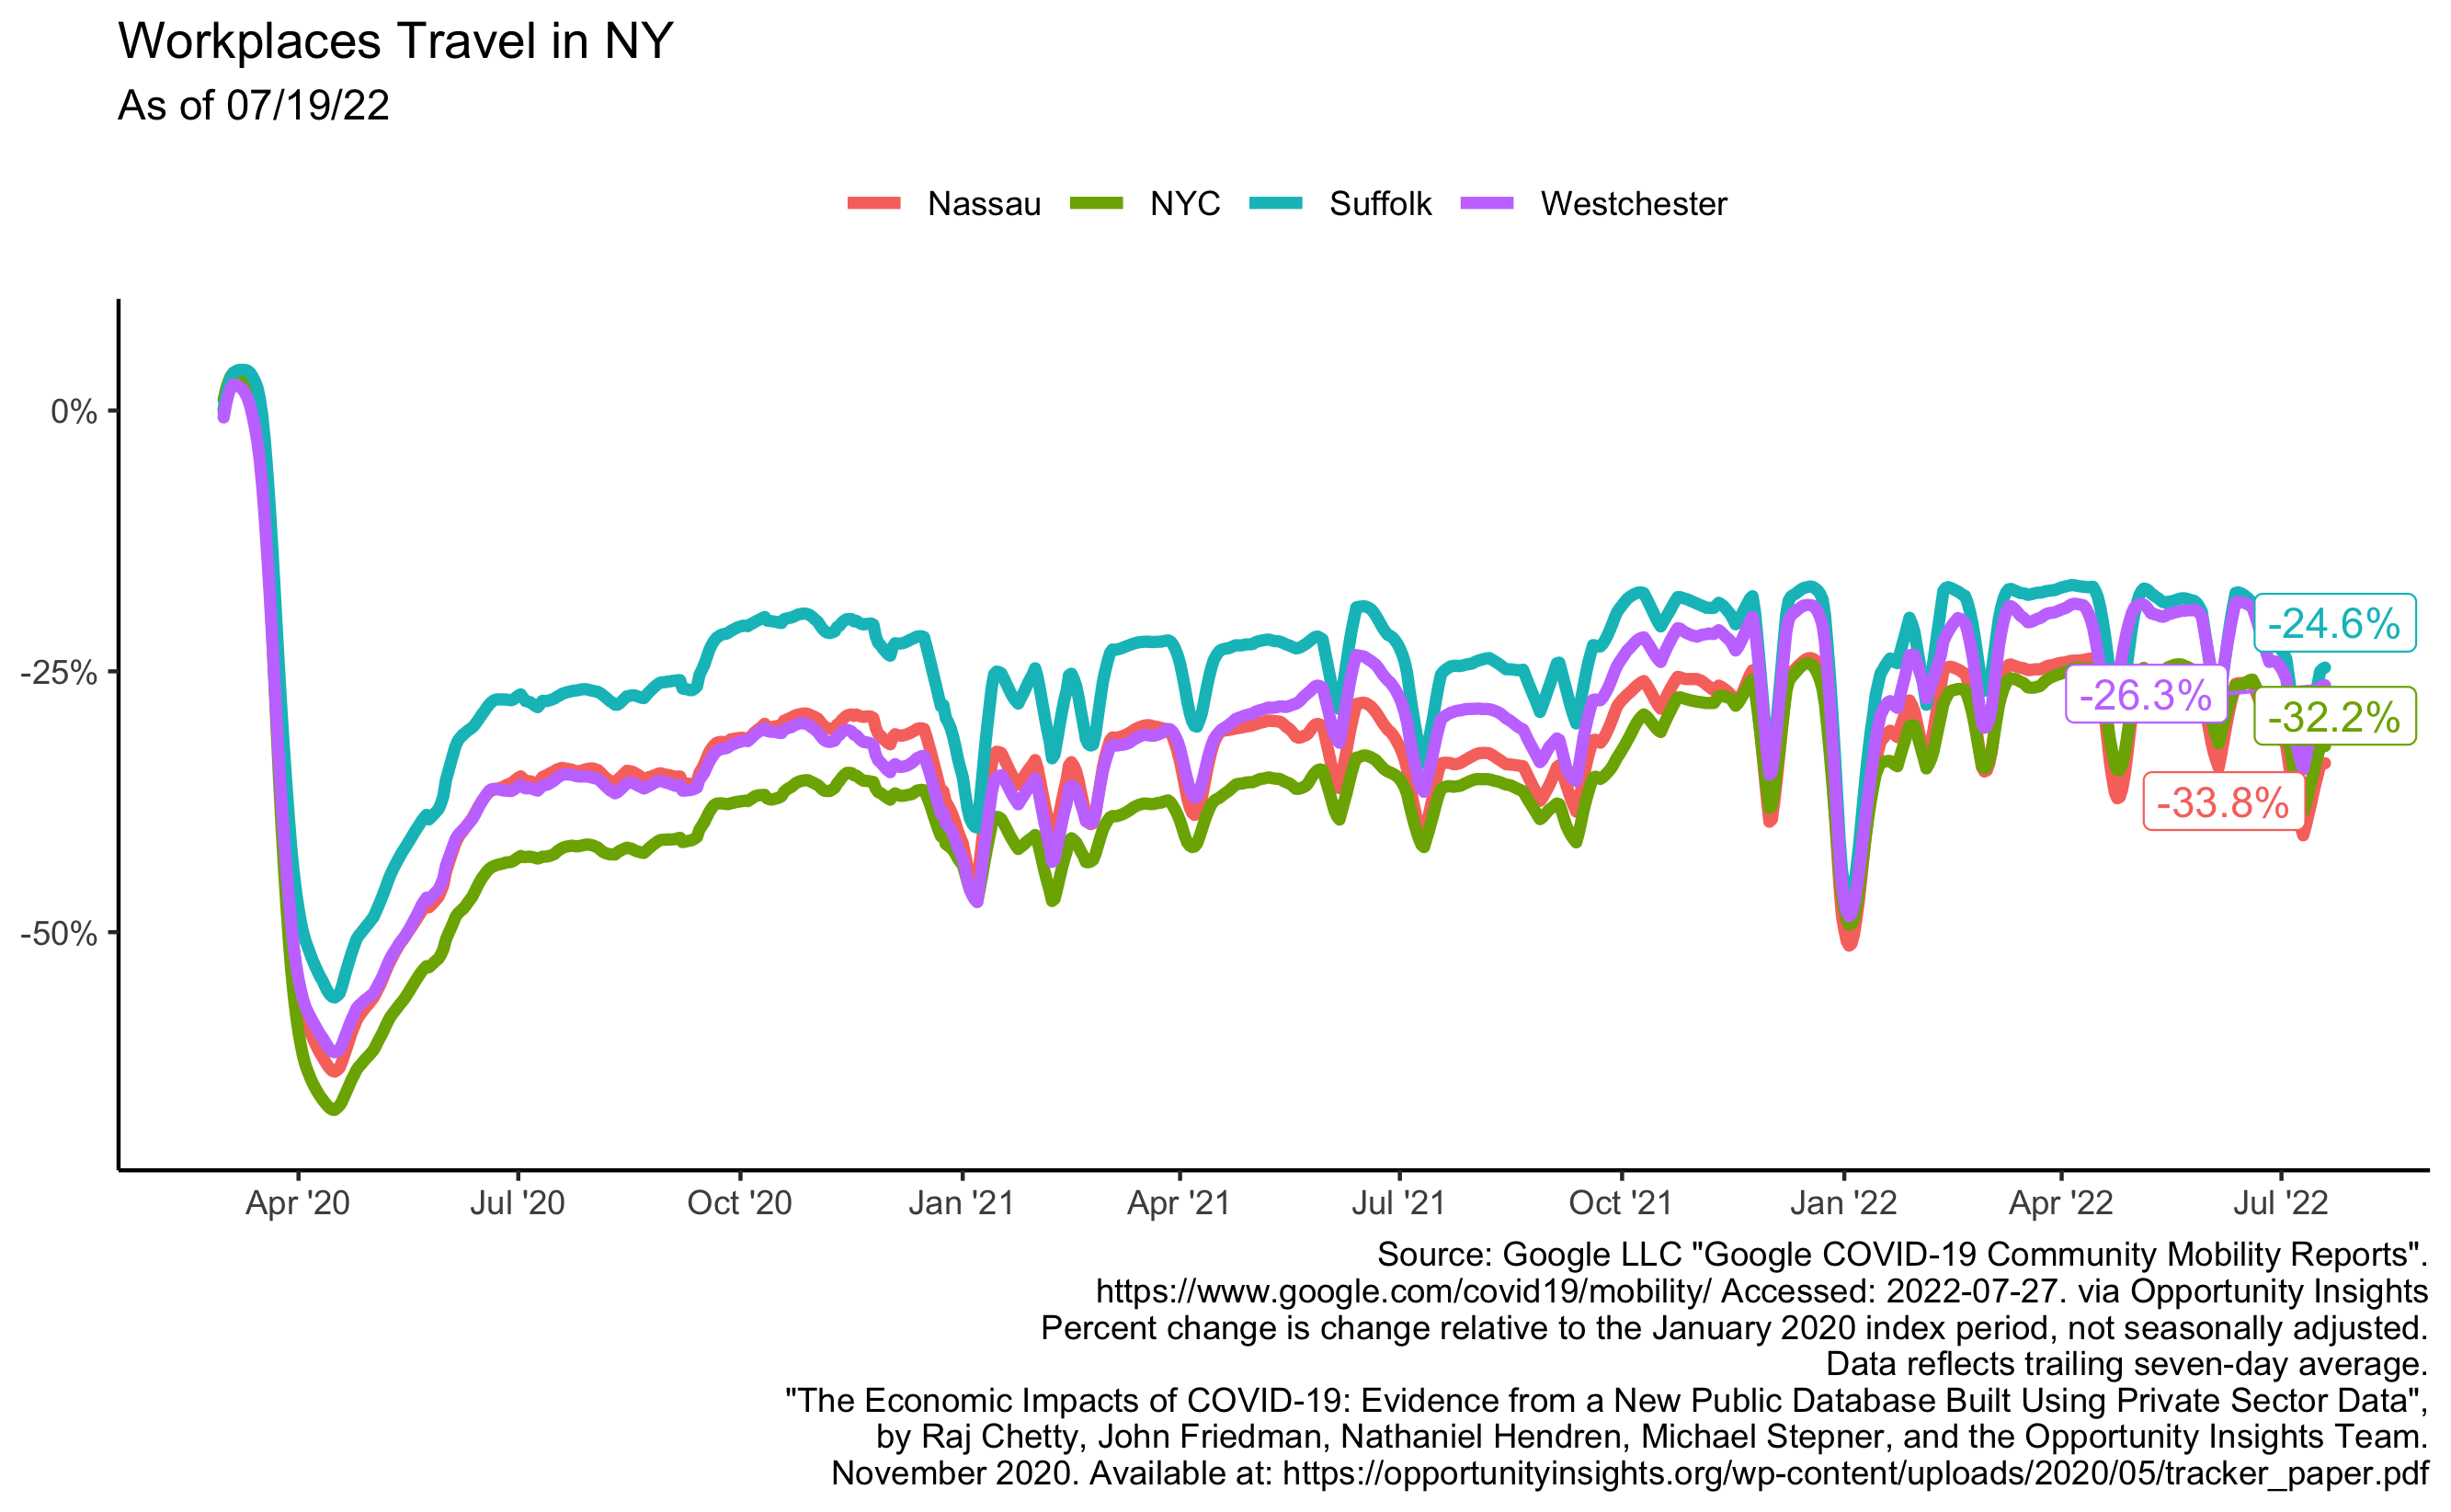 Workplaces Travel in NY
As of 07/19/22
Nassau NYC Suffolk Westchester
0%
-25%
-50%
-24.6%
-26.3%
-32.2%
-33.8%
Apr '20 Jul '20 Oct '20 Jan '21 Apr '21 Jul '21 Oct '21 Jan '22 Apr '22 Jul '22
Source: Google LLC "Google COVID-19 Community Mobility Reports".
https://www.google.com/covid19/mobility/ Accessed: 2022-07-27. via Opportunity Insights
Percent change is change relative to the January 2020 index period, not seasonally adjusted.
Data reflects trailing seven-day average.
"The Economic Impacts of COVID-19: Evidence from a New Public Database Built Using Private Sector Data",
by Raj Chetty, John Friedman, Nathaniel Hendren, Michael Stepner, and the Opportunity Insights Team.
November 2020. Available at: https://opportunityinsights.org/wp-content/uploads/2020/05/tracker_paper.pdf